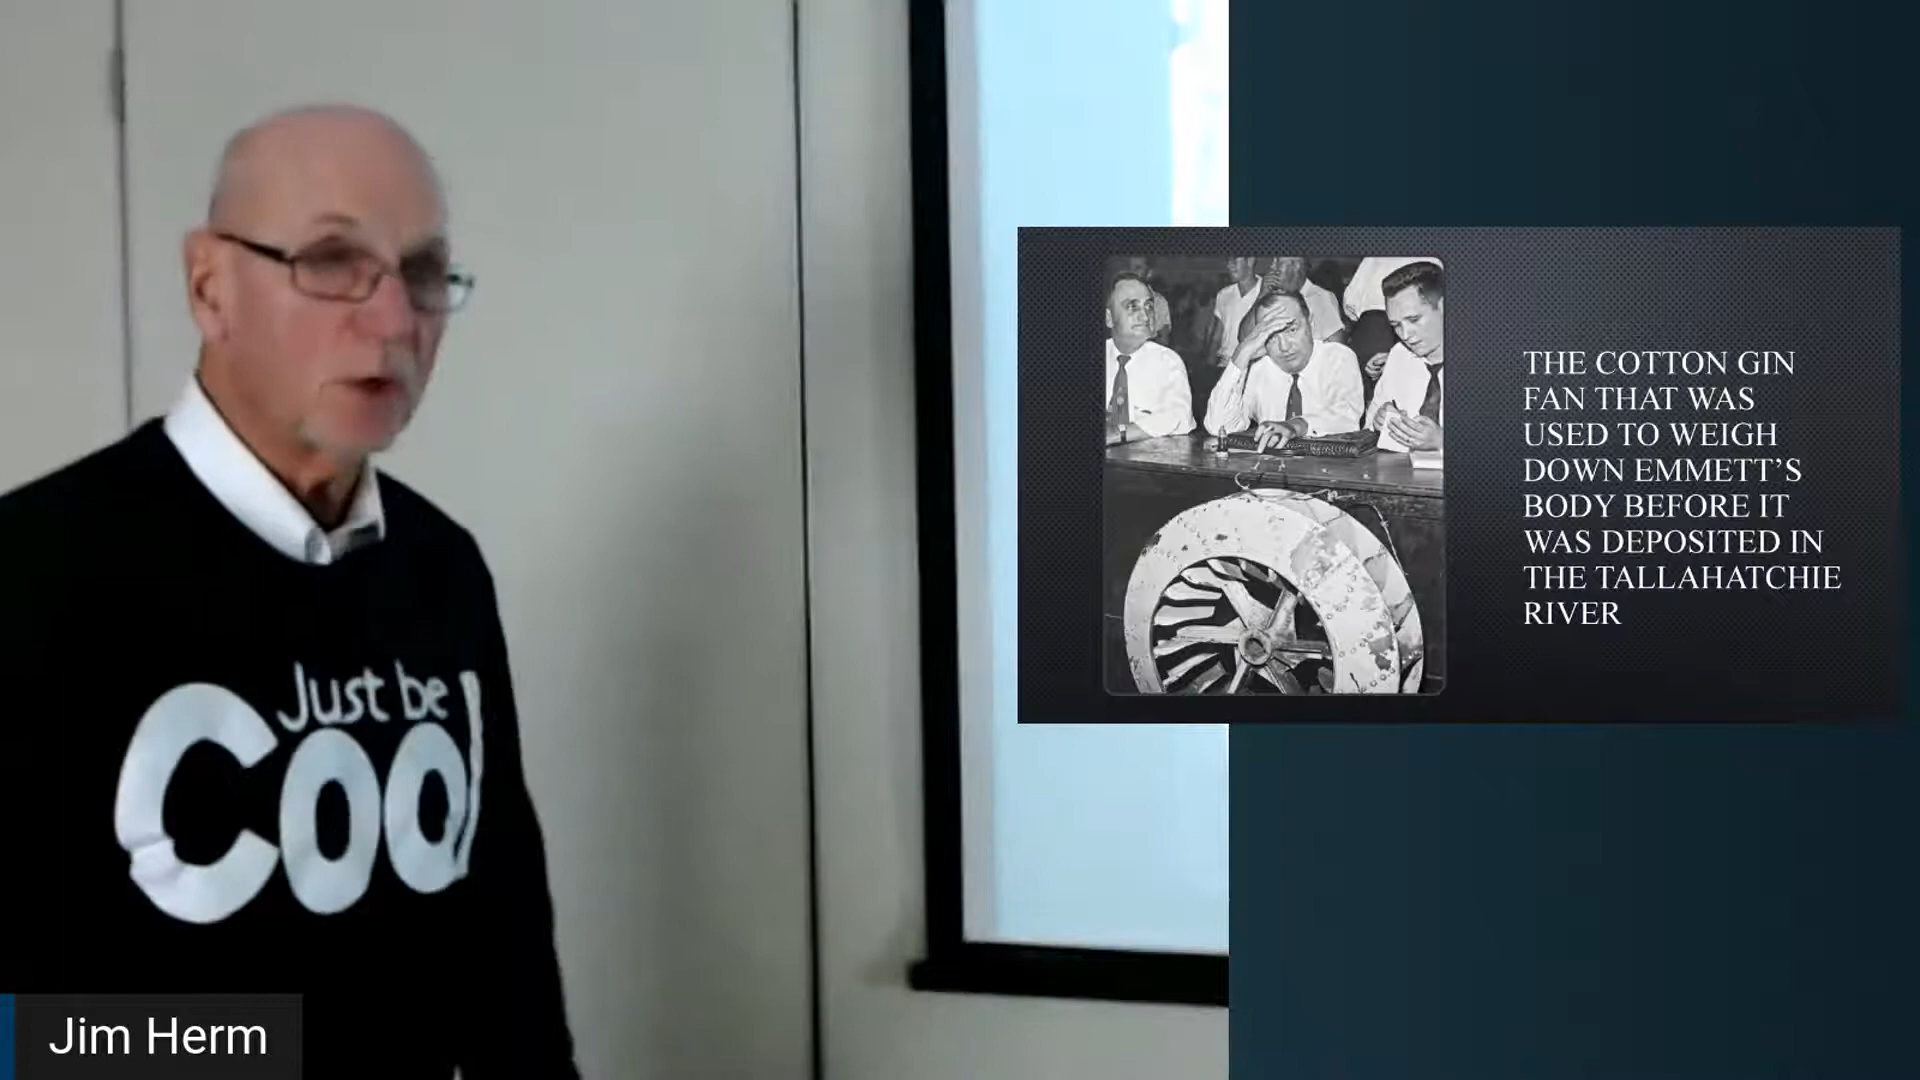 Just be
Cool
Jim Herm
THE COTTON GIN
FAN THAT WAS
USED TO WEIGH
DOWN EMMETT’S
BODY BEFORE IT
WAS DEPOSITED IN
THE TALLAHATCHIE
RIVER